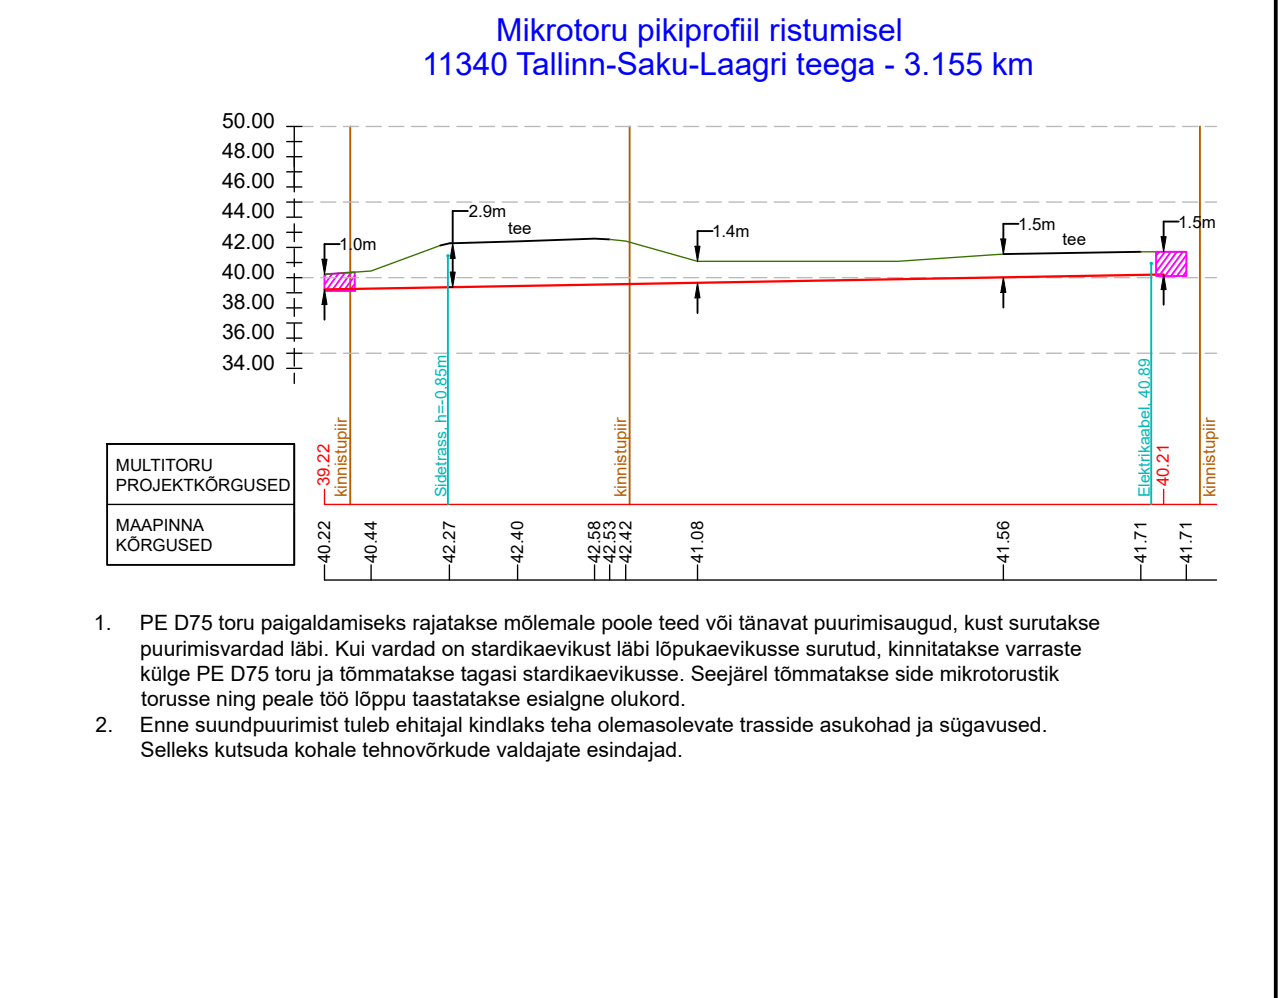 Mikrotoru pikiprofiil ristumisel
11340 Tallinn-Saku-Laagri teega - 3.155 km
50.00
48.00
46.00
44.00
42.00
40.00
38.00
36.00
34.00
1.0m
2.9m
tee
1.4m
1.5m
tee
1.5m
39.22
kinnistupiir
Sidetrass, h=-0.85m
kinnistupiir
Elektrikaabel, 40.89
40.21
kinnistupiir
MULTITORU
PROJEKTKÕRGUSED
MAAPINNA
KÕRGUSED
40.22
40.44
42.27
42.40
42.58
42.53
42.42
41.08
41.56
41.71
41.71
1. PE D75 toru paigaldamiseks rajatakse mõlemale poole teed või tänavat puurimisaugud, kust surutakse
puurimisvardad läbi. Kui vardad on stardikaevikust läbi lõpukaevikusse surutud, kinnitatakse varraste
külge PE D75 toru ja tõmmatakse tagasi stardikaevikusse. Seejärel tõmmatakse side mikrotorustik
torusse ning peale töö lõppu taastatakse esialgne olukord.
2. Enne suundpuurimist tuleb ehitajal kindlaks teha olemasolevate trasside asukohad ja sügavused.
Selleks kutsuda kohale tehnovõrkude valdajate esindajad.